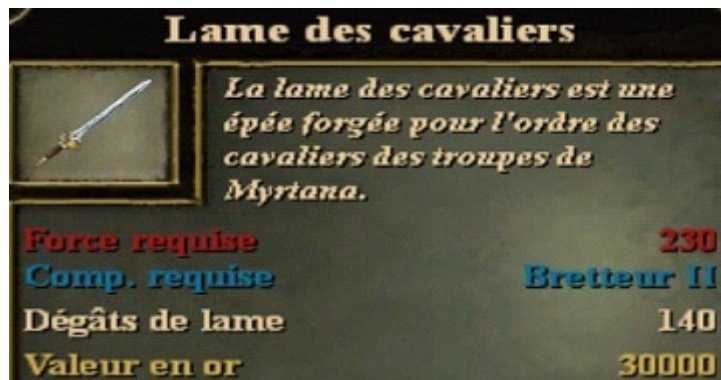 Lame des cavaliers
La lame des cavaliers est une
épée forgée pour l'ordre des
cavaliers des troupes de
Myrtana.
Force requise 230
Comp. requise Bretteur II
Dégâts de lame 140
Valeur en or 30000